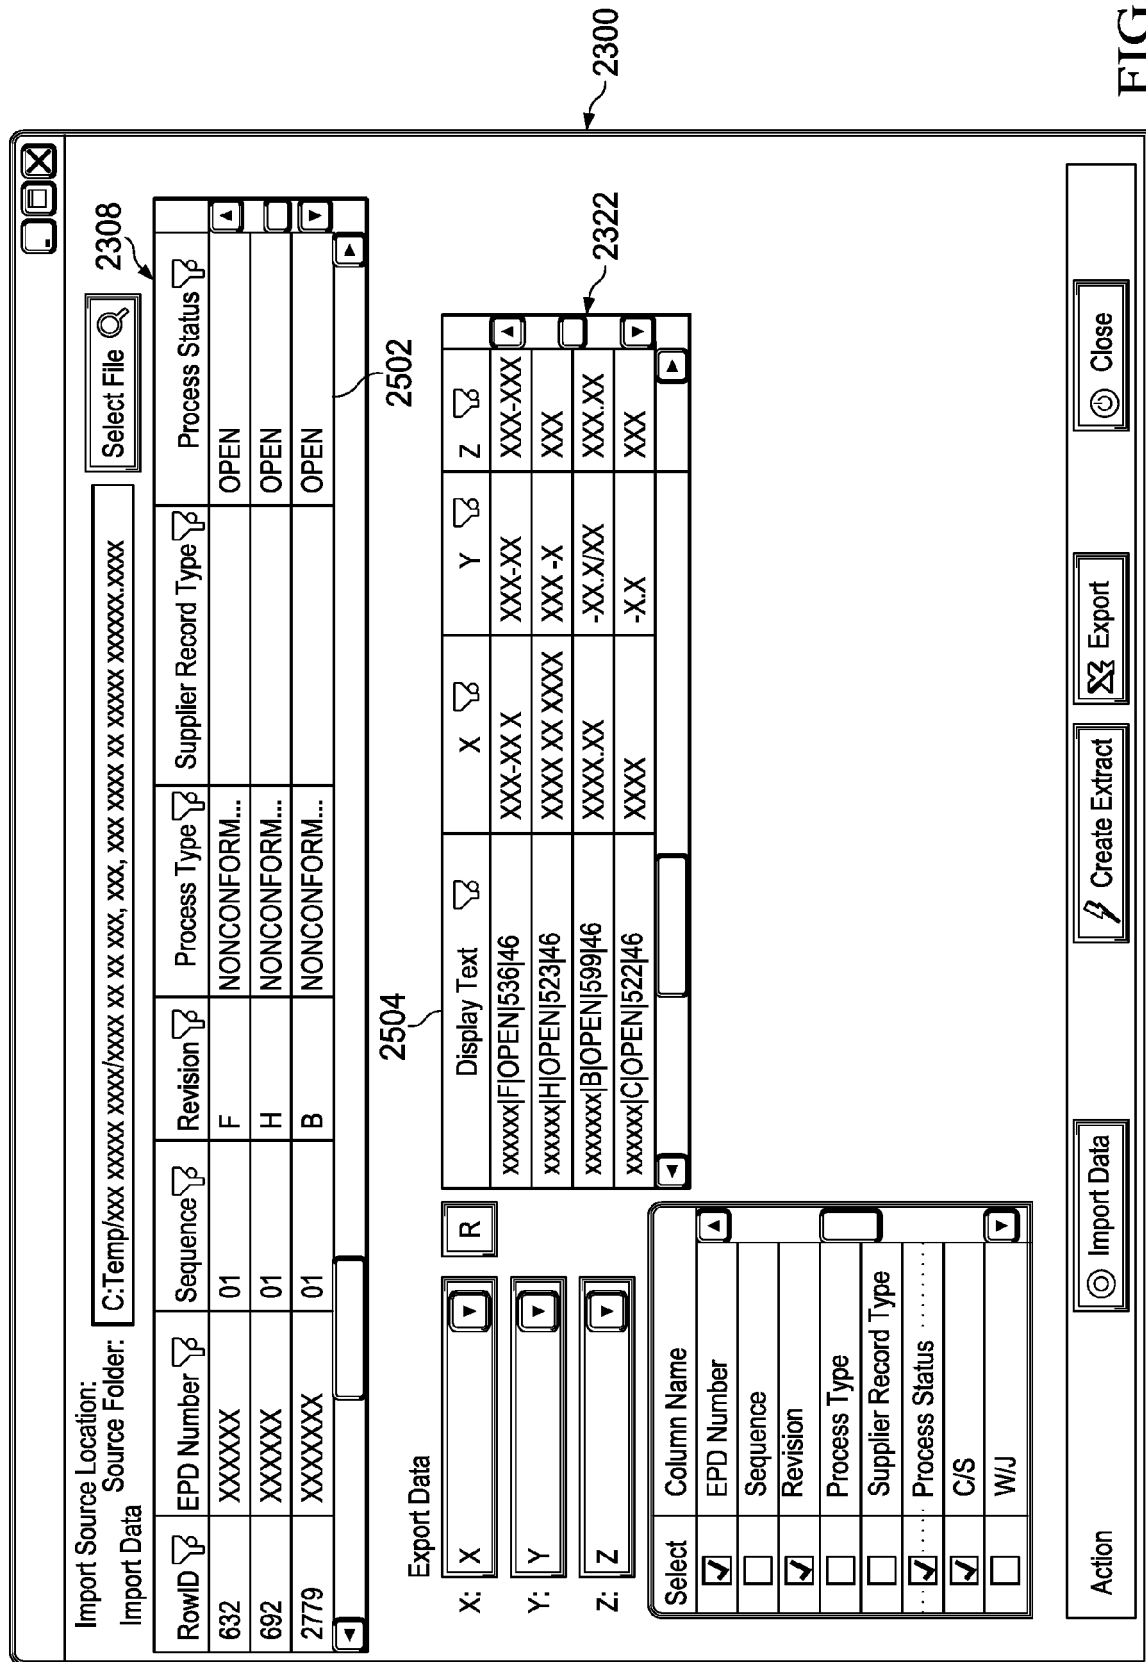 Import Source Location:
Source Folder: C:Temp/xxx xxxxx xxxx/xxxx xx xx xxx, xxx, xxx xxxx xx xxxxx xxxxxx.xxxx Select File
Import Data
2308
RowID EPD Number Sequence Revision Process Type Supplier Record Type Process Status
632 XXXXXX 01 F NONCONFORM... OPEN
692 XXXXXX 01 H NONCONFORM... OPEN
2779 XXXXXXX 01 B NONCONFORM... OPEN
2502
2504
Export Data
X: X
Y: Y
Z: Z
R
Display Text X Y Z
xxxxx|F|OPEN|536|46 XXX-XX X XXX-XX XXX-XXX
xxxxx|H|OPEN|523|46 XXXX XX XXXX XXX -X XXX
xxxxxx|B|OPEN|599|46 XXXX.XX -XX.X/XX XXX.XX
xxxxx|C|OPEN|522|46 XXXX -X.X XXX
2322
2300
Select Column Name
EPD Number
Sequence
Revision
Process Type
Supplier Record Type
Process Status
C/S
W/J
Action Import Data Create Extract Export Close
FIG